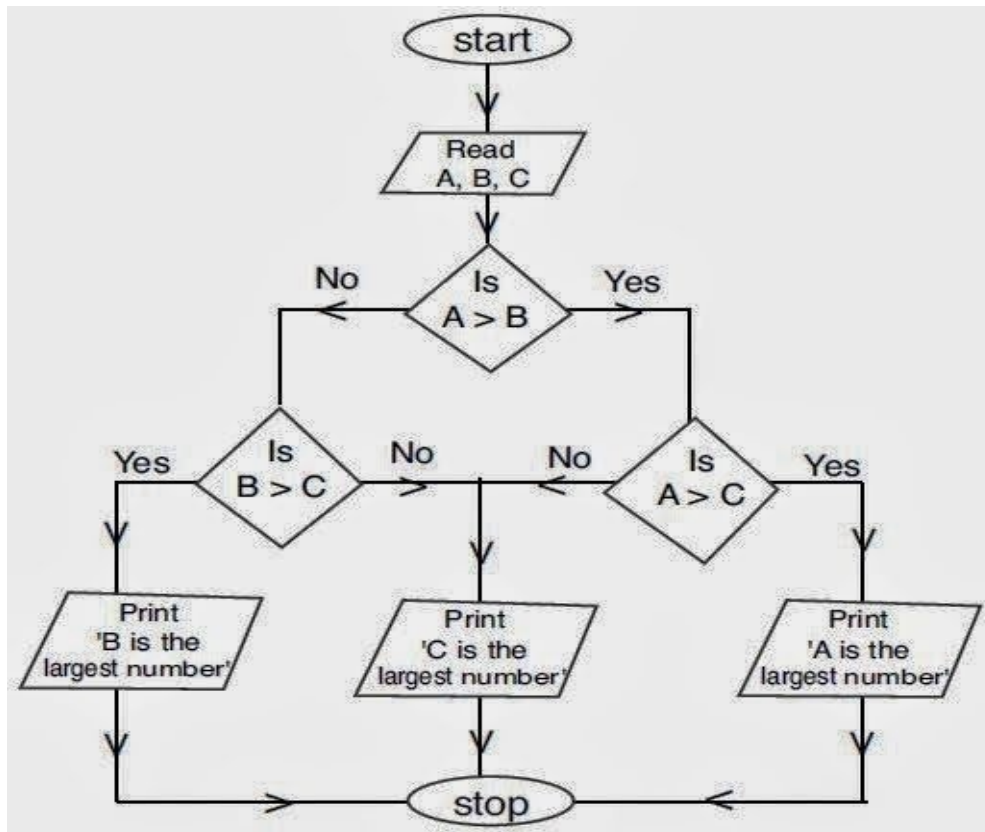 start
Read
A, B, C
Is
A > B
No
Yes
Is
B > C
Yes
No
Is
A > C
No
Yes
Print
'B is the
largest number'
Print
'C is the
largest number'
Print
'A is the
largest number'
stop